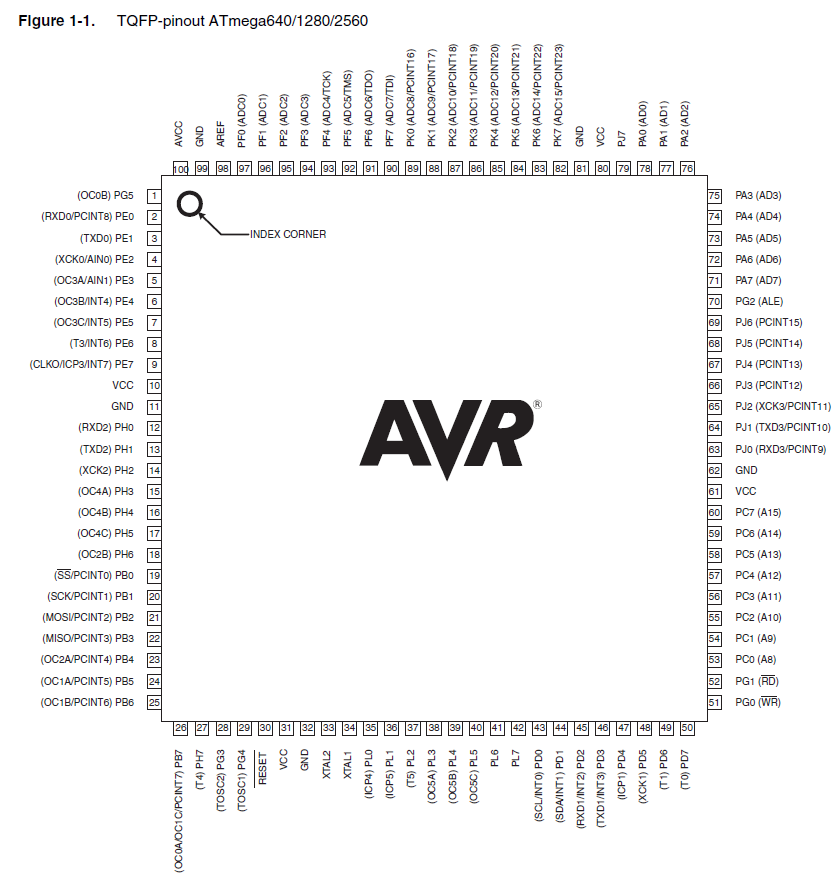 Figure 1-1. TQFP-pinout ATmega640/1280/2560
AVCC
GND
AREF
PF0 (ADC0)
PF1 (ADC1)
PF2 (ADC2)
PF3 (ADC3)
PF4 (ADC4/TCK)
PF5 (ADC5/TMS)
PF6 (ADC6/TDO)
PF7 (ADC7/TDI)
PK0 (ADC8/PCINT16)
PK1 (ADC9/PCINT17)
PK2 (ADC10/PCINT18)
PK3 (ADC11/PCINT19)
PK4 (ADC12/PCINT20)
PK5 (ADC13/PCINT21)
PK6 (ADC14/PCINT22)
PK7 (ADC15/PCINT23)
GND
VCC
PJ7
PA0 (AD0)
PA1 (AD1)
PA2 (AD2)
100 99 98 97 96 95 94 93 92 91 90 89 88 87 86 85 84 83 82 81 80 79 78 77 76
(OC0B) PG5 1
(RXD0/PCINT8) PE0 2
(TXD0) PE1 3
(XCK0/AIN0) PE2 4
(OC3A/AIN1) PE3 5
(OC3B/INT4) PE4 6
(OC3C/INT5) PE5 7
(T3/INT6) PE6 8
(CLKO/ICP3/INT7) PE7 9
VCC 10
GND 11
(RXD2) PH0 12
(TXD2) PH1 13
(XCK2) PH2 14
(OC4A) PH3 15
(OC4B) PH4 16
(OC4C) PH5 17
(OC2B) PH6 18
(SS/PCINT0) PB0 19
(SCK/PCINT1) PB1 20
(MOSI/PCINT2) PB2 21
(MISO/PCINT3) PB3 22
(OC2A/PCINT4) PB4 23
(OC1A/PCINT5) PB5 24
(OC1B/PCINT6) PB6 25
INDEX CORNER
AVR®
75 PA3 (AD3)
74 PA4 (AD4)
73 PA5 (AD5)
72 PA6 (AD6)
71 PA7 (AD7)
70 PG2 (ALE)
69 PJ6 (PCINT15)
68 PJ5 (PCINT14)
67 PJ4 (PCINT13)
66 PJ3 (PCINT12)
65 PJ2 (XCK3/PCINT11)
64 PJ1 (TXD3/PCINT10)
63 PJ0 (RXD3/PCINT9)
62 GND
61 VCC
60 PC7 (A15)
59 PC6 (A14)
58 PC5 (A13)
57 PC4 (A12)
56 PC3 (A11)
55 PC2 (A10)
54 PC1 (A9)
53 PC0 (A8)
52 PG1 (RD)
51 PG0 (WR)
26 27 28 29 30 31 32 33 34 35 36 37 38 39 40 41 42 43 44 45 46 47 48 49 50
(OC0A/OC1C/PCINT7) PB7
(T4) PH7
(TOSC2) PG3
(TOSC1) PG4
RESET
VCC
GND
XTAL2
XTAL1
(ICP4) PL0
(ICP5) PL1
(T5) PL2
(OC5A) PL3
(OC5B) PL4
(OC5C) PL5
PL6
PL7
(SCL/INT0) PD0
(SDA/INT1) PD1
(RXD1/INT2) PD2
(TXD1/INT3) PD3
(ICP1) PD4
(XCK1) PD5
(T1) PD6
(T0) PD7